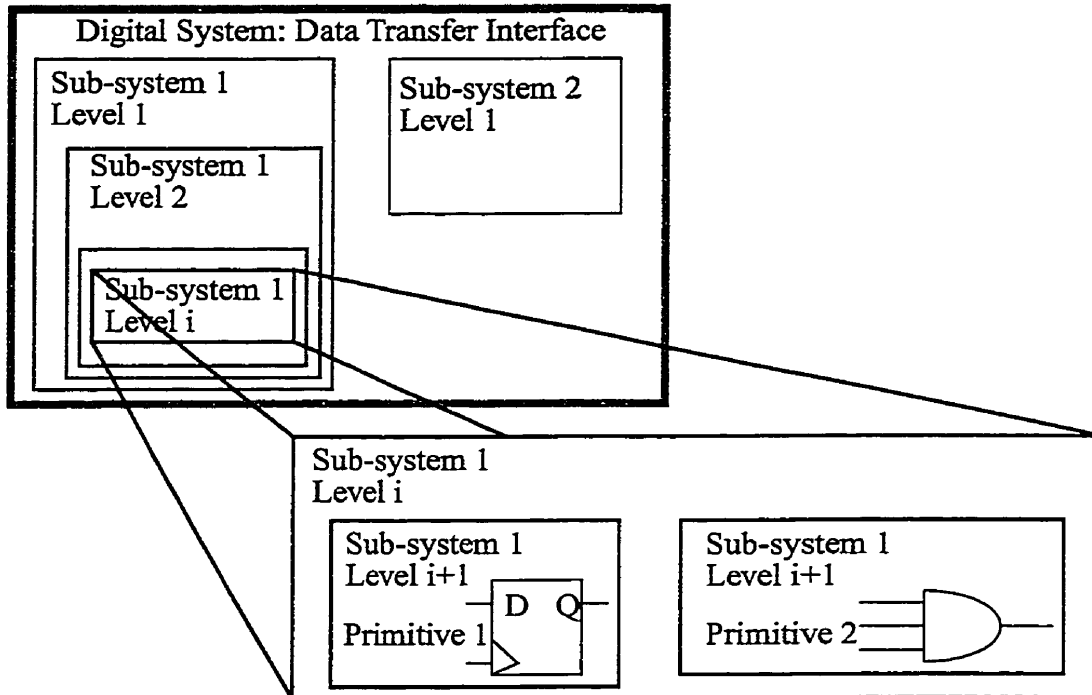 Digital System: Data Transfer Interface
Sub-system 1
Level 1
Sub-system 2
Level 1
Sub-system 1
Level 2
Sub-system 1
Level i
Sub-system 1
Level i
Sub-system 1
Level i+1
D Q
Primitive 1
Sub-system 1
Level i+1
Primitive 2